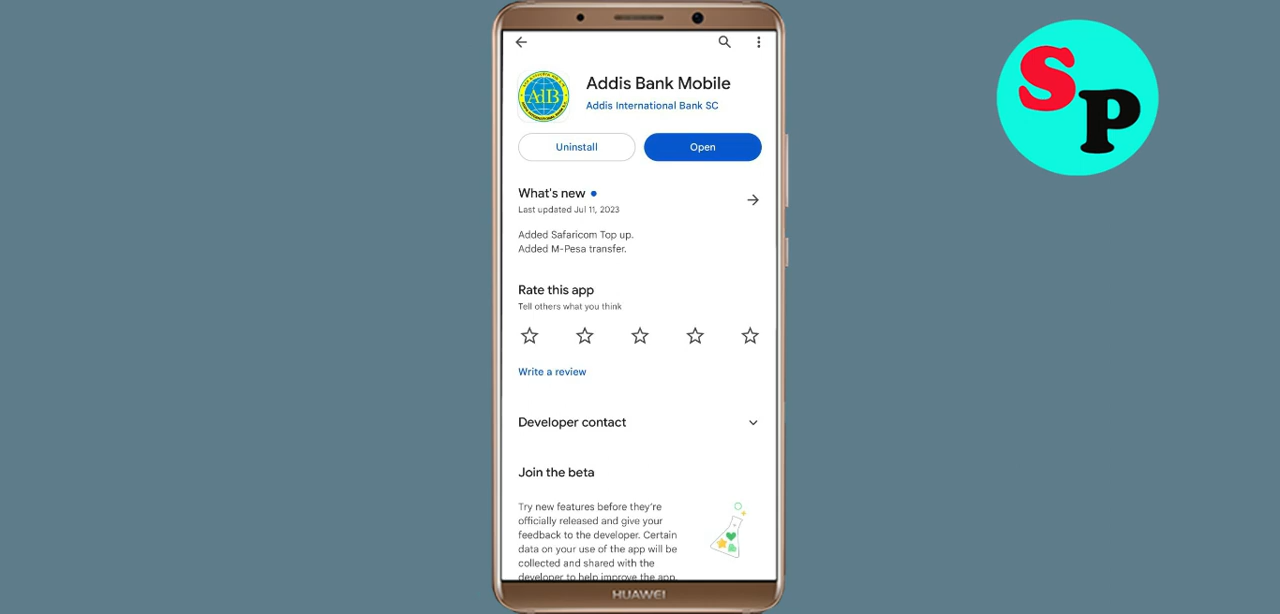 Addis Bank Mobile
AdB
Addis International Bank SC
Uninstall
Open
What's new
Last updated Jul 11, 2023
Added Safaricom Top up.
Added M-Pesa transfer.
Rate this app
Tell others what you think
Write a review
Developer contact
Join the beta
Try new features before they're
officially released and give your
feedback to the developer. Certain
data on your use of the app will be
collected and shared with the
developer to help improve the app.
HUAWEI
SP